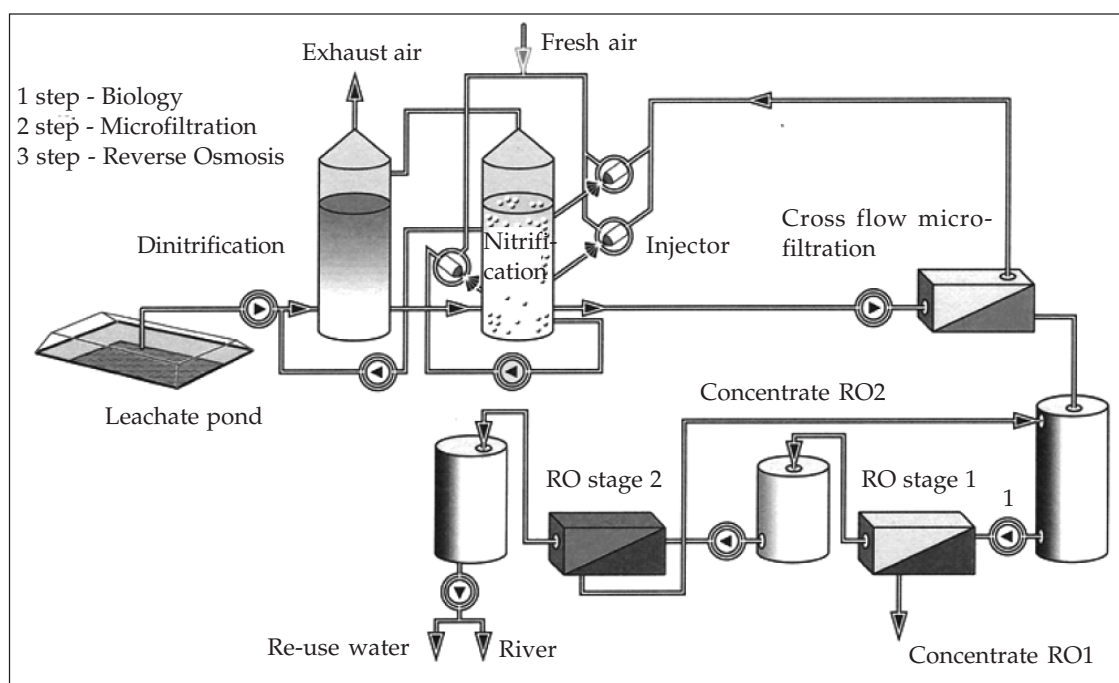 Exhaust air
Fresh air
1 step - Biology
2 step - Microfiltration
3 step - Reverse Osmosis
Dinitrification
Nitrifi-
cation
Injector
Cross flow micro-
filtration
Leachate pond
Concentrate RO2
RO stage 2
RO stage 1
1
Re-use water
River
Concentrate RO1